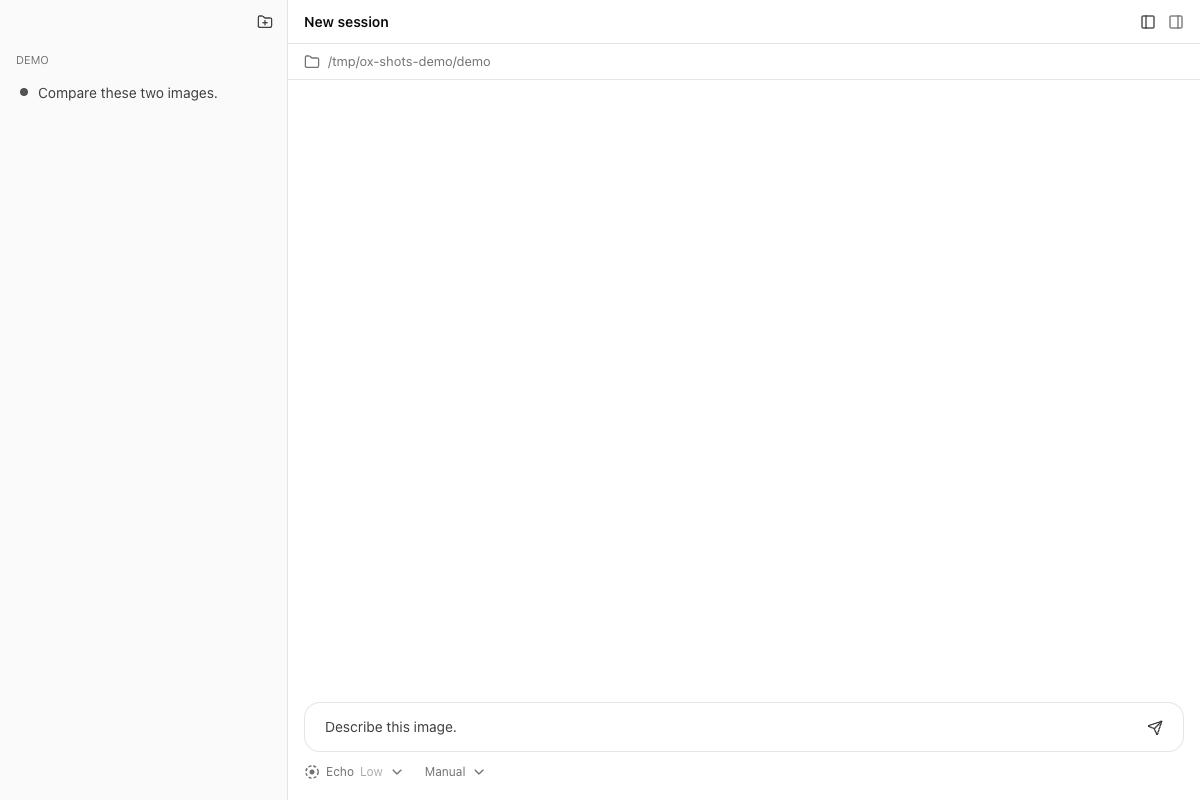 New session
/tmp/ox-shots-demo/demo
DEMO
Compare these two images.
Describe this image.
Echo Low
Manual